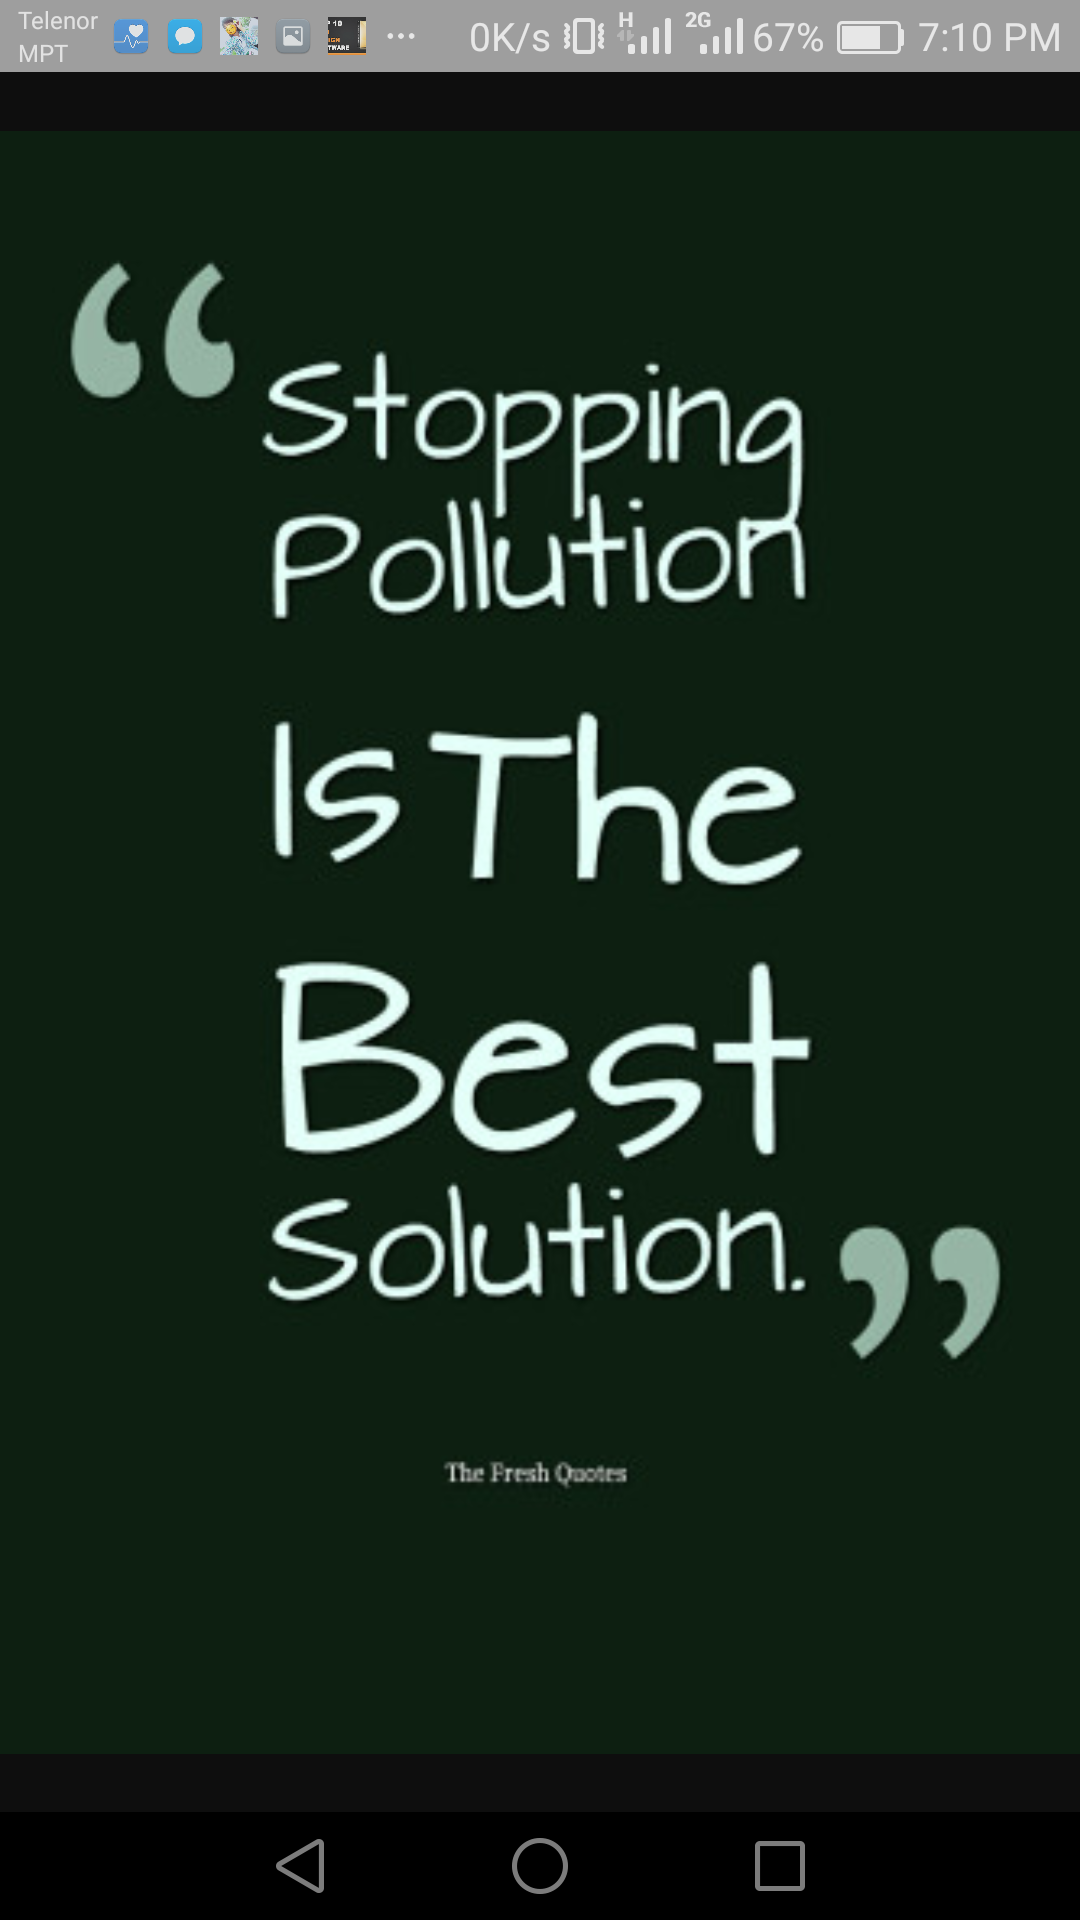 Telenor
MPT
0K/s H 2G 67% 7:10 PM
“Stopping
Pollution
Is The
Best
Solution.”
The Fresh Quotes